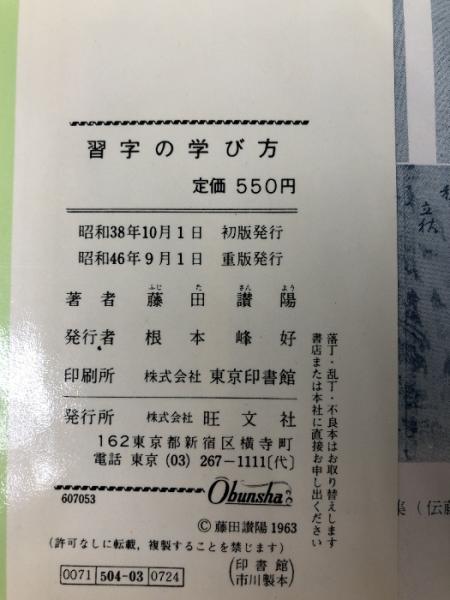 習字の学び方
定価 550円
昭和38年10月1日 初版発行
昭和46年9月1日 重版発行
著者 藤田讃陽
ふじ た さん よう
発行者 根本峰好
印刷所 株式会社 東京印書館
発行所 株式会社 旺文社
162東京都新宿区横寺町
電話 東京 (03) 267-1111〔代〕
607053
Obunsha
©藤田讃陽1963
(許可なしに転載,複製することを禁じます)
0071 504-03 0724
(印書館
市川製本)
落丁・乱丁・不良本はお取り替えします
書店または本社に直接お申し出ください
立秋
集(伝